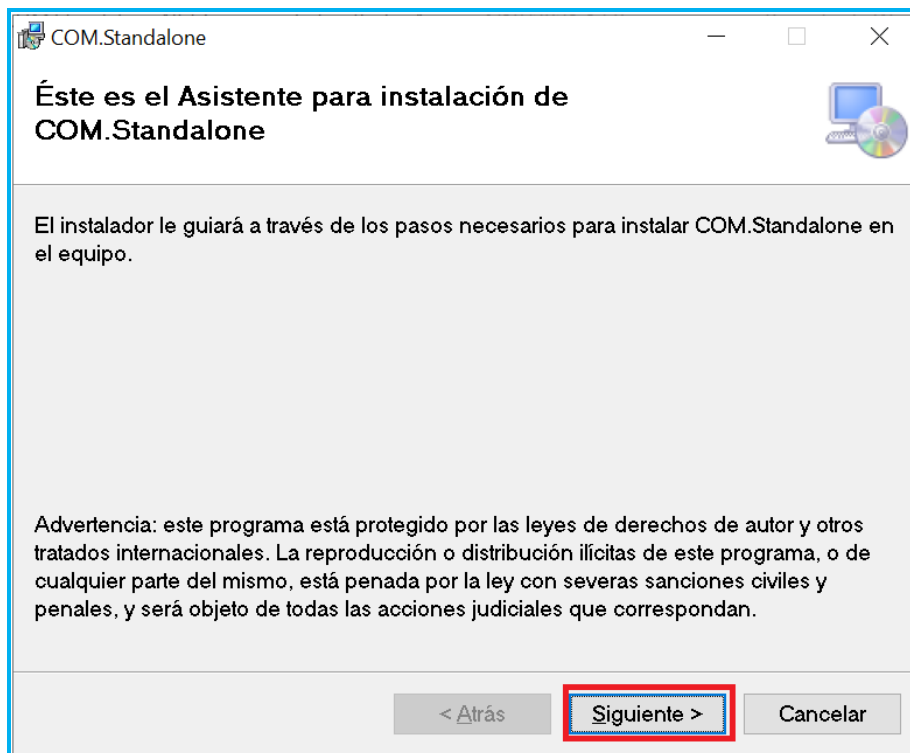 COM.Standalone
Éste es el Asistente para instalación de
COM.Standalone
El instalador le guiará a través de los pasos necesarios para instalar COM.Standalone en
el equipo.
Advertencia: este programa está protegido por las leyes de derechos de autor y otros
tratados internacionales. La reproducción o distribución ilícitas de este programa, o de
cualquier parte del mismo, está penada por la ley con severas sanciones civiles y
penales, y será objeto de todas las acciones judiciales que correspondan.
< Atrás Siguiente > Cancelar